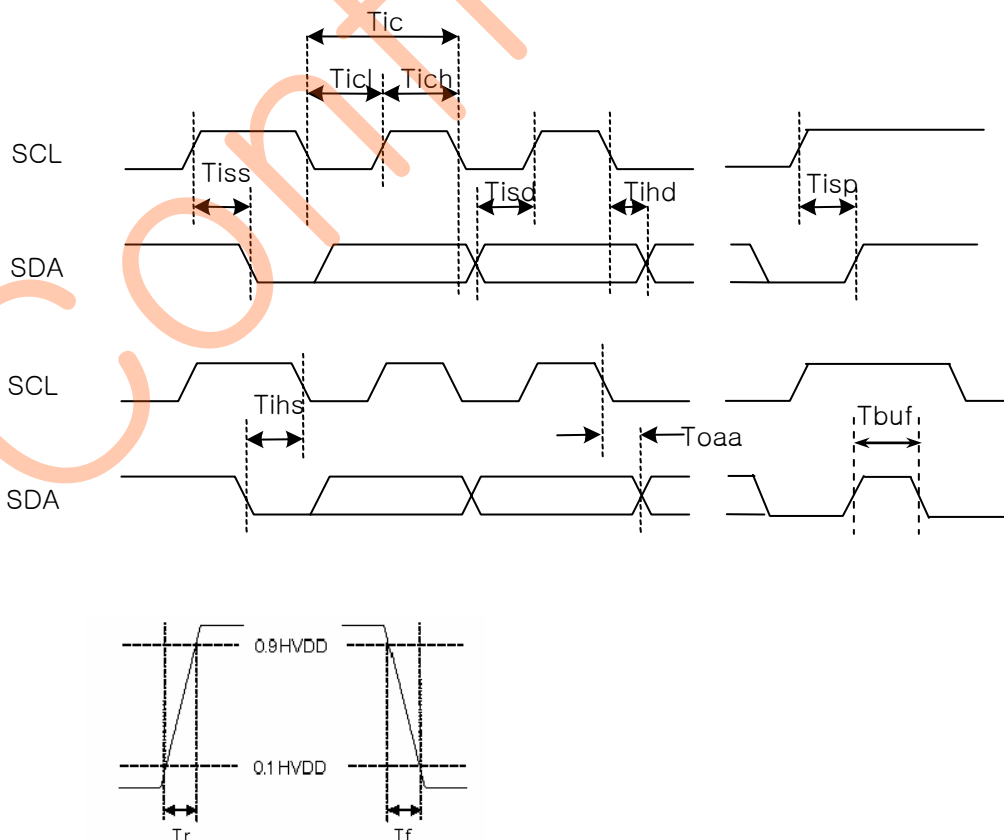 Tic
Ticl Tich
SCL
Tiss Tisd Tihd Tisp
SDA
SCL
Tihs Tbuf
Toaa
SDA
0.9HVDD
0.1HVDD
Tr Tf